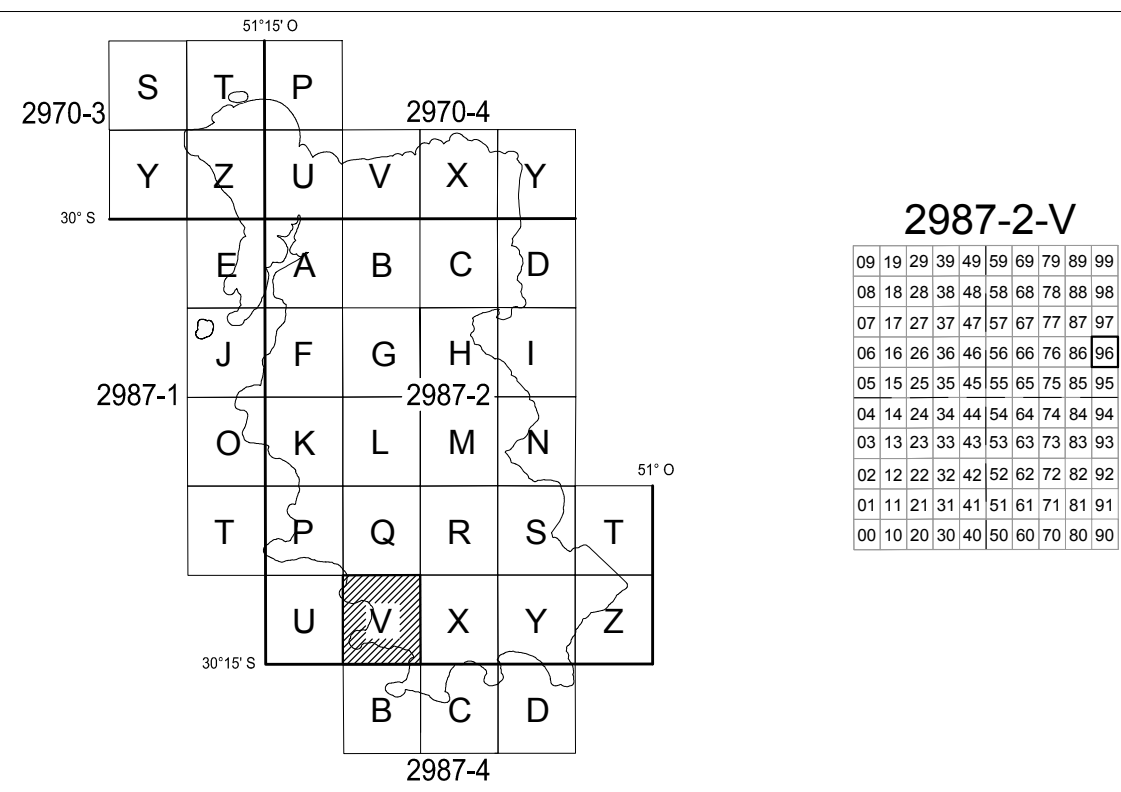 51°15' O
S T P
2970-3
2970-4
Y Z U V X Y
30° S
E A B C D
J F G H I
2987-1
2987-2
O K L M N
51° O
T P Q R S T
U V X Y Z
30°15' S
B C D
2987-4
2987-2-V
09 19 29 39 49 59 69 79 89 99
08 18 28 38 48 58 68 78 88 98
07 17 27 37 47 57 67 77 87 97
06 16 26 36 46 56 66 76 86 96
05 15 25 35 45 55 65 75 85 95
04 14 24 34 44 54 64 74 84 94
03 13 23 33 43 53 63 73 83 93
02 12 22 32 42 52 62 72 82 92
01 11 21 31 41 51 61 71 81 91
00 10 20 30 40 50 60 70 80 90